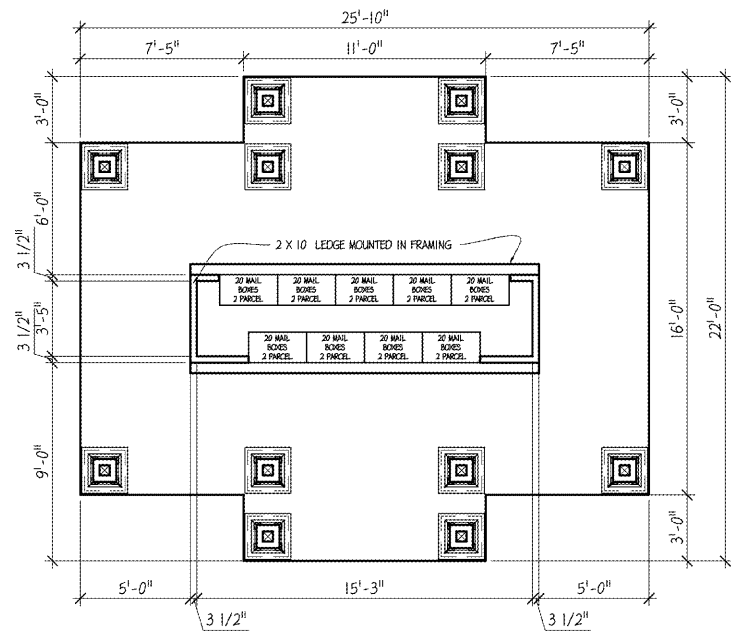 25'-10"
7'-5"
11'-0"
7'-5"
3'-0"
3'-0"
6'-0"
3 1/2"
2 X 10 LEDGE MOUNTED IN FRAMING
20 MAIL
BOXES
2 PARCEL
20 MAIL
BOXES
2 PARCEL
20 MAIL
BOXES
2 PARCEL
20 MAIL
BOXES
2 PARCEL
20 MAIL
BOXES
2 PARCEL
3'-5"
3 1/2"
16'-0"
22'-0"
20 MAIL
BOXES
2 PARCEL
20 MAIL
BOXES
2 PARCEL
20 MAIL
BOXES
2 PARCEL
20 MAIL
BOXES
2 PARCEL
9'-0"
3'-0"
5'-0"
15'-3"
5'-0"
3 1/2"
3 1/2"